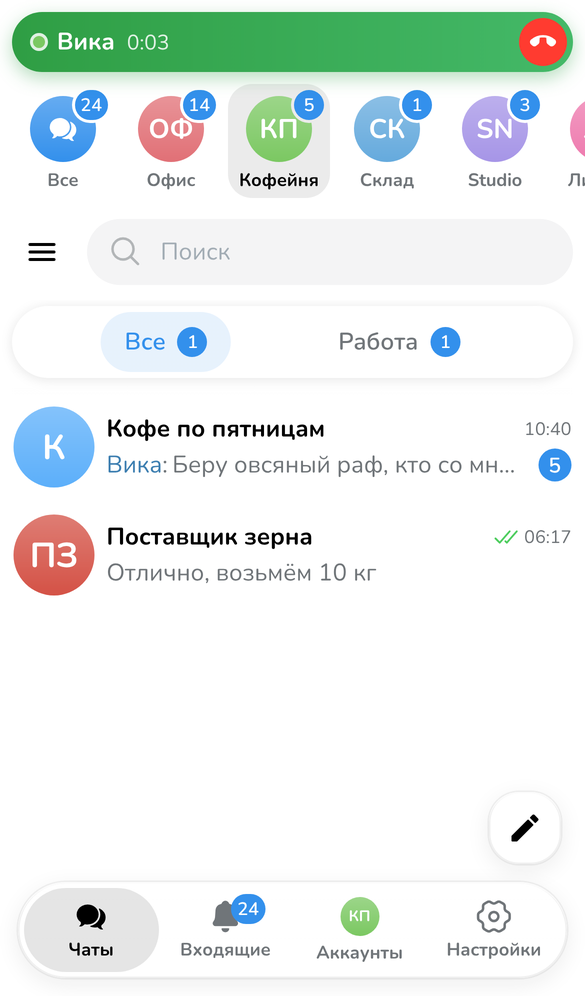 Вика 0:03
24 14 5 1 3
ОФ КП СК SN
Все Офис Кофейня Склад Studio Ли
Поиск
Все 1 Работа 1
К
Кофе по пятницам 10:40
Вика: Беру овсяный раф, кто со мн... 5
ПЗ
Поставщик зерна 06:17
Отлично, возьмём 10 кг
24 КП
Чаты Входящие Аккаунты Настройки